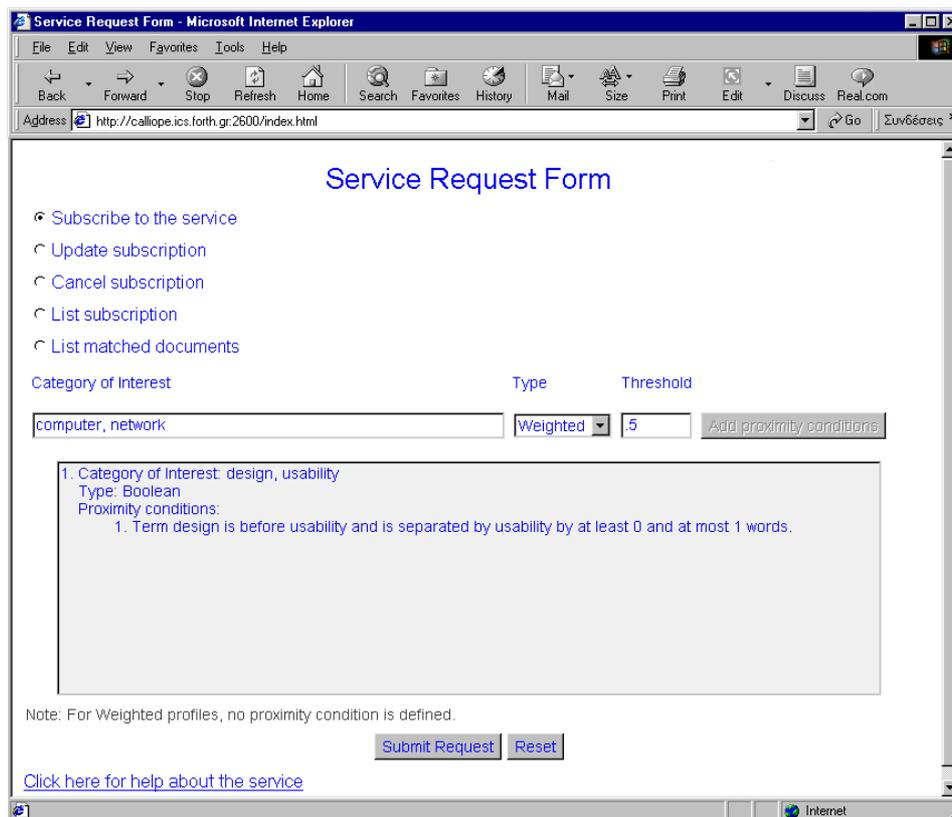 Service Request Form - Microsoft Internet Explorer
File Edit View Favorites Tools Help
Back Forward Stop Refresh Home Search Favorites History Mail Size Print Edit Discuss Real.com
Address http://calliope.ics.forth.gr:2600/index.html Go Συνδέσεις
Service Request Form
Subscribe to the service
Update subscription
Cancel subscription
List subscription
List matched documents
Category of Interest Type Threshold
computer, network Weighted .5 Add proximity conditions
1. Category of Interest: design, usability
Type: Boolean
Proximity conditions:
1. Term design is before usability and is separated by usability by at least 0 and at most 1 words.
Note: For Weighted profiles, no proximity condition is defined.
Submit Request Reset
Click here for help about the service
Internet